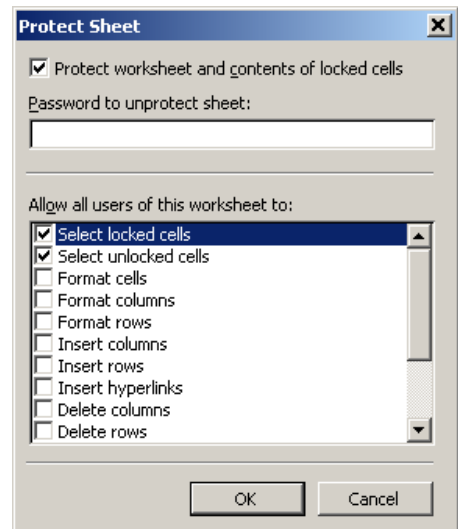 Protect Sheet
Protect worksheet and contents of locked cells
Password to unprotect sheet:
Allow all users of this worksheet to:
Select locked cells
Select unlocked cells
Format cells
Format columns
Format rows
Insert columns
Insert rows
Insert hyperlinks
Delete columns
Delete rows
OK Cancel